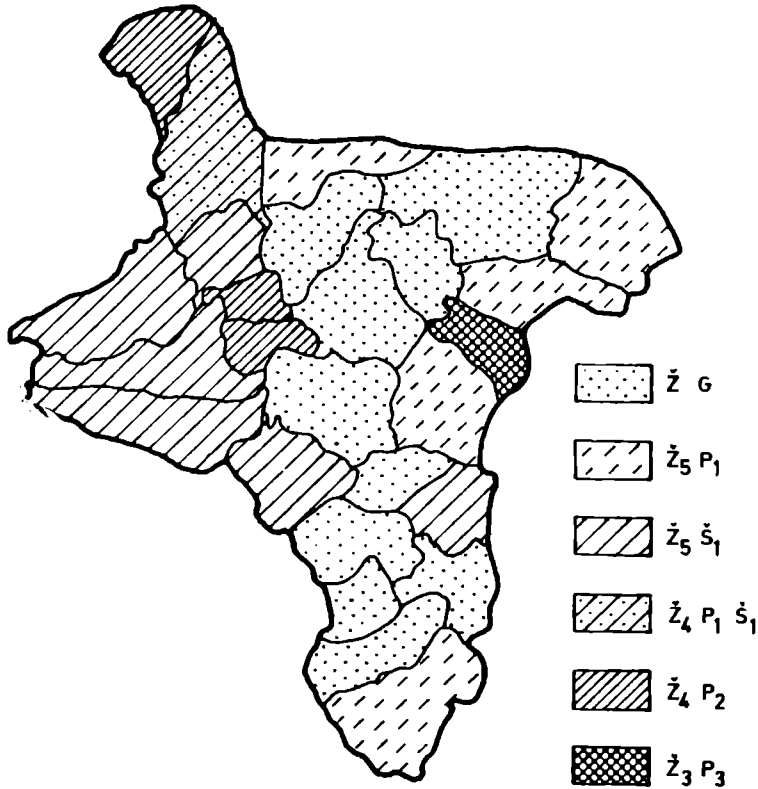 Ž G
Ž₅ P₁
Ž₅ Š₁
Ž₄ P₁ Š₁
Ž₄ P₂
Ž₃ P₃